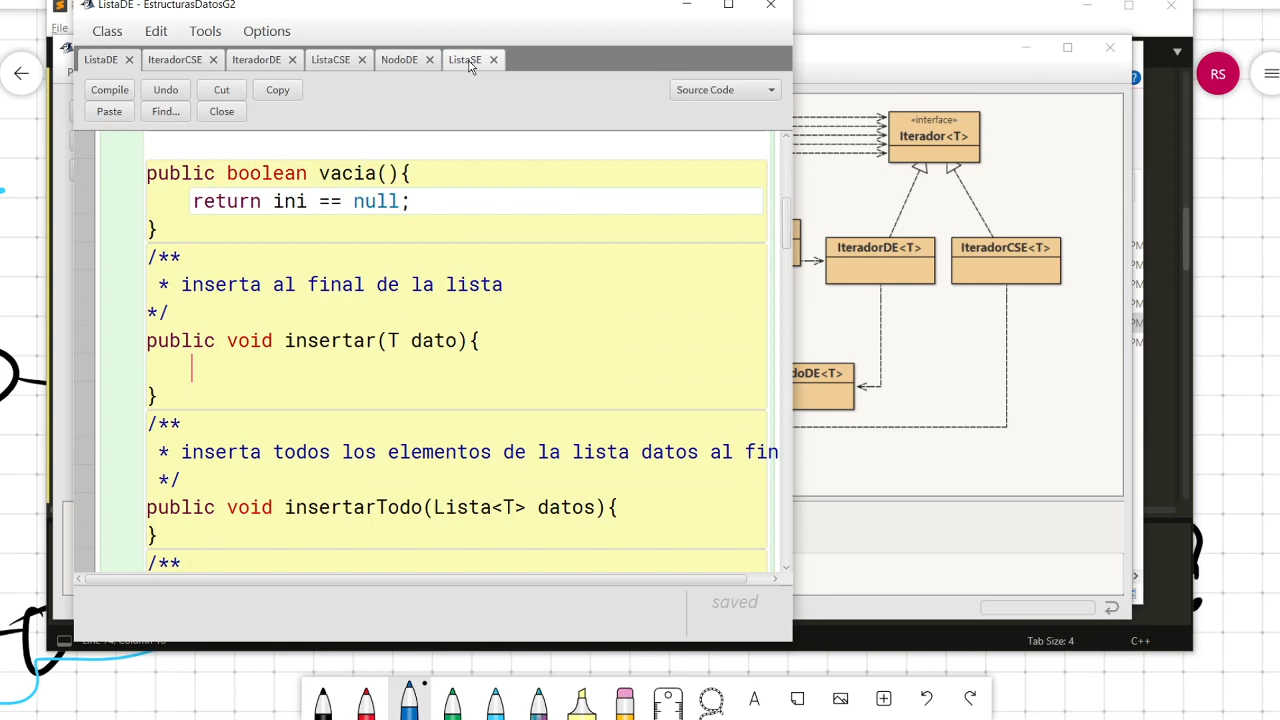 ListaDE - EstructurasDatosG2
Class Edit Tools Options
File
ListaDE IteradorCSE IteradorDE ListaCSE NodoDE ListaSE
Compile Undo Cut Copy Source Code
Paste Find... Close
RS
«interface»
Iterador<T>
public boolean vacia(){
return ini == null;
}
/**
* inserta al final de la lista
*/
public void insertar(T dato){
}
/**
* inserta todos los elementos de la lista datos al fin
*/
public void insertarTodo(Lista<T> datos){
}
/**
IteradorDE<T> IteradorCSE<T>
doDE<T>
saved
Tab Size: 4 C++
A